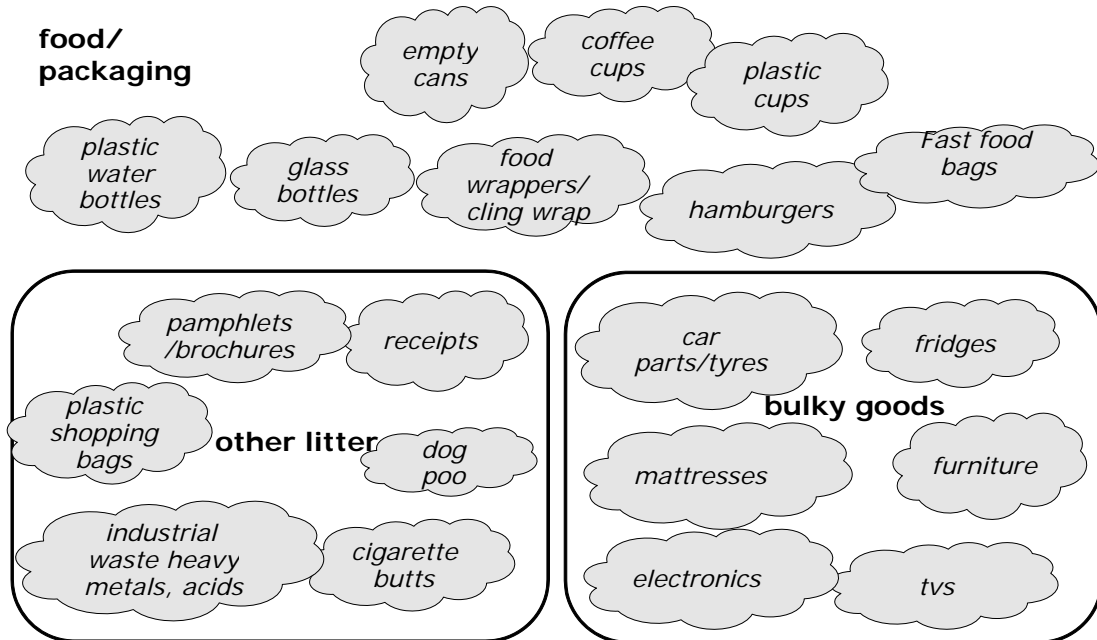 food/
packaging
empty
cans
coffee
cups
plastic
cups
plastic
water
bottles
glass
bottles
food
wrappers/
cling wrap
hamburgers
Fast food
bags
pamphlets
/brochures
receipts
plastic
shopping
bags
other litter
dog
poo
industrial
waste heavy
metals, acids
cigarette
butts
car
parts/tyres
fridges
bulky goods
mattresses
furniture
electronics
tvs